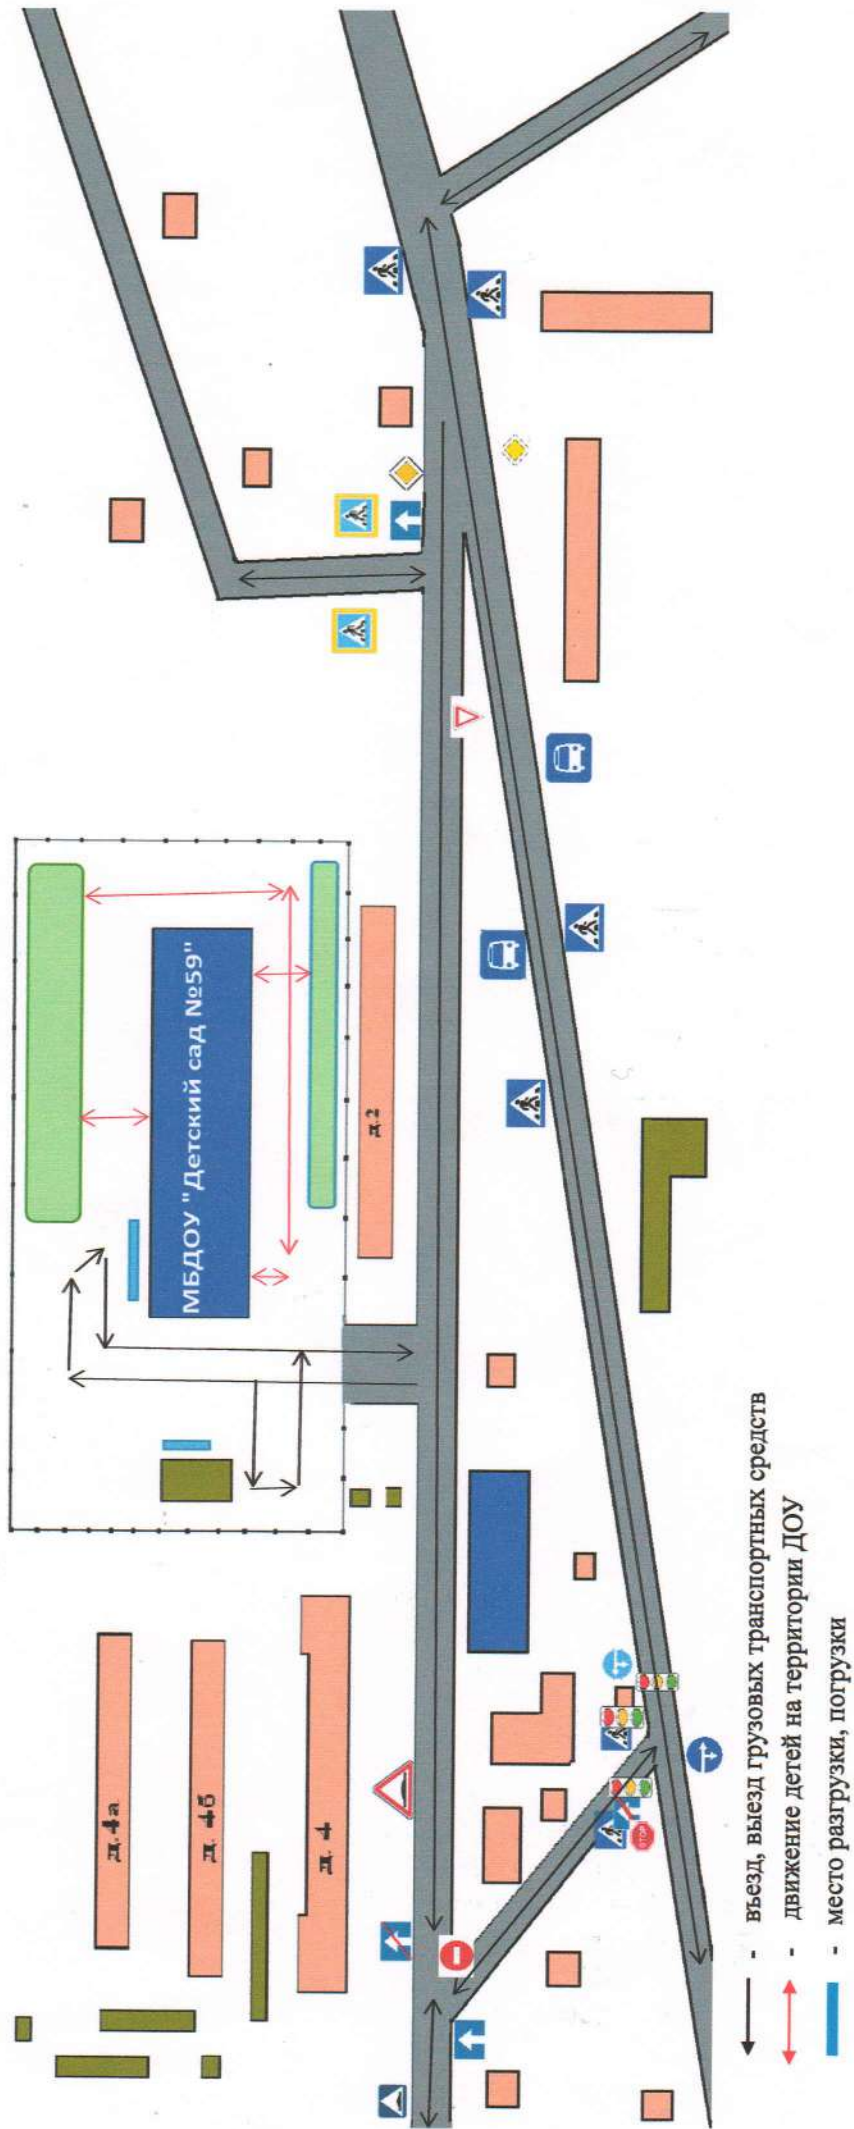 д.4а
д. 4б
д. 4
МБДОУ "Детский сад №59"
д.2
STOP
- въезд, выезд грузовых транспортных средств
- движение детей на территории ДОУ
- место разгрузки, погрузки